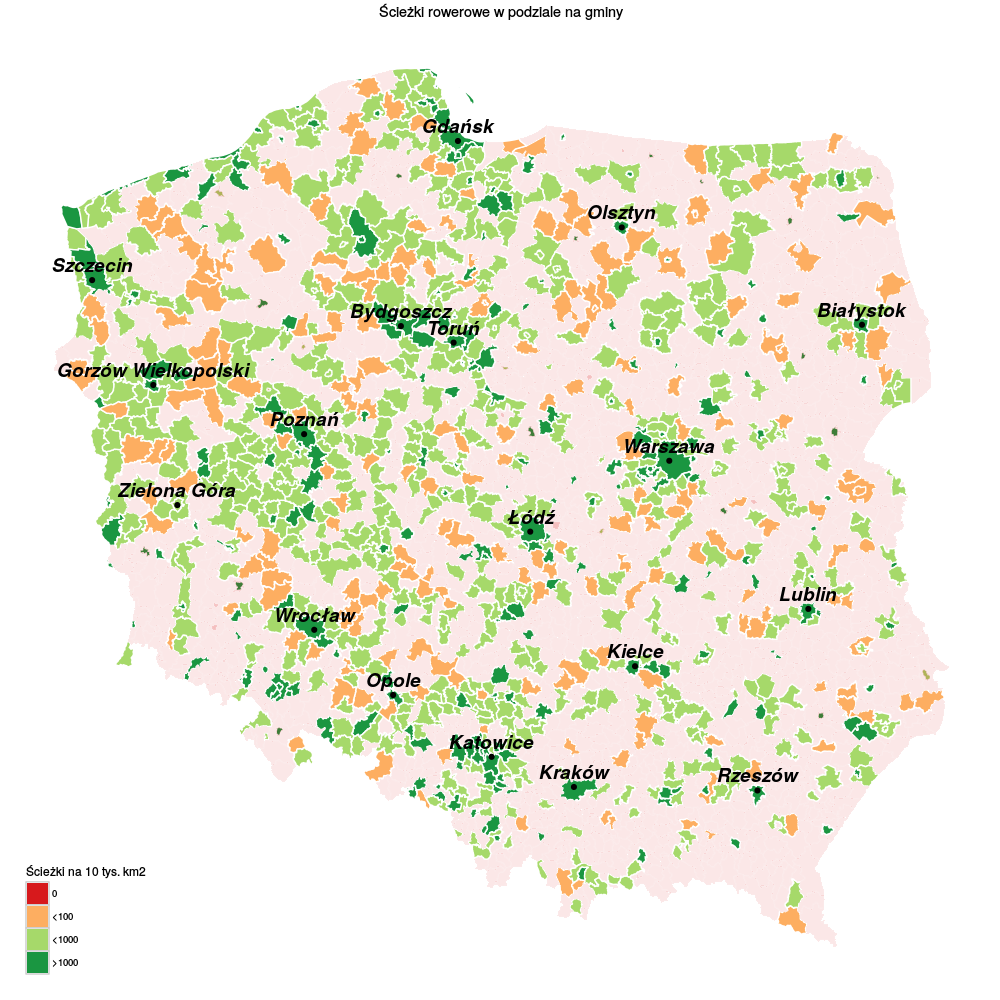 Ścieżki rowerowe w podziale na gminy
Gdańsk
Olsztyn
Szczecin
Bydgoszcz
Białystok
Toruń
Gorzów Wielkopolski
Poznań
Warszawa
Zielona Góra
Łódź
Lublin
Wrocław
Kielce
Opole
Katowice
Kraków
Rzeszów
Ścieżki na 10 tys. km2
0
<100
<1000
>1000